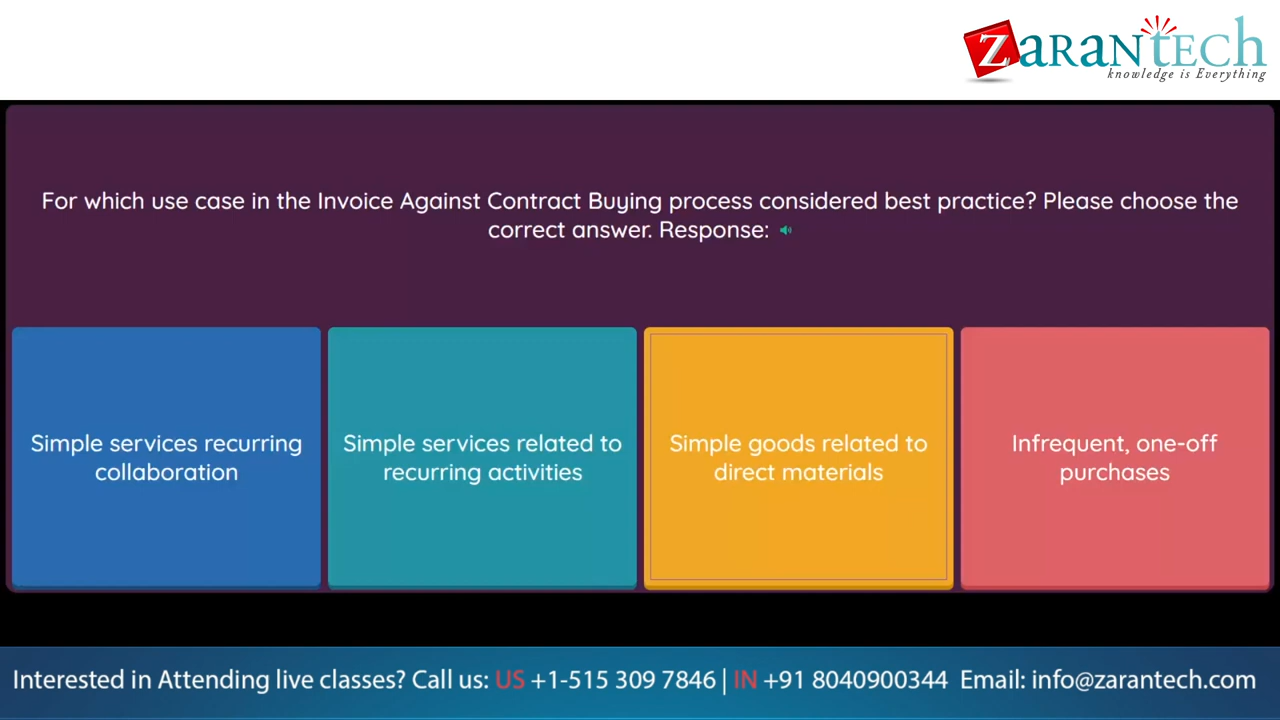 ZaranTech
knowledge is Everything
For which use case in the Invoice Against Contract Buying process considered best practice? Please choose the
correct answer. Response:
Simple services recurring
collaboration
Simple services related to
recurring activities
Simple goods related to
direct materials
Infrequent, one-off
purchases
Interested in Attending live classes? Call us: US +1-515 309 7846 | IN +91 8040900344 Email: info@zarantech.com